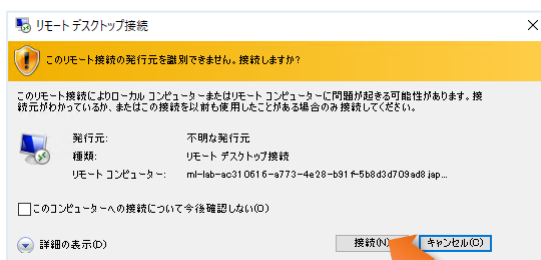 リモート デスクトップ接続
このリモート接続の発行元を識別できません。接続しますか?
このリモート接続によりローカル コンピューターまたはリモート コンピューターに問題が起きる可能性があります。接
続元がわかっているか、またはこの接続を以前も使用したことがある場合のみ接続してください。
発行元: 不明な発行元
種類: リモート デスクトップ接続
リモート コンピューター: ml-lab-ac310616-a773-4e28-b91f-5b8d3d709ad8.jap...
このコンピューターへの接続について今後確認しない(O)
詳細の表示(D) 接続(N) キャンセル(C)